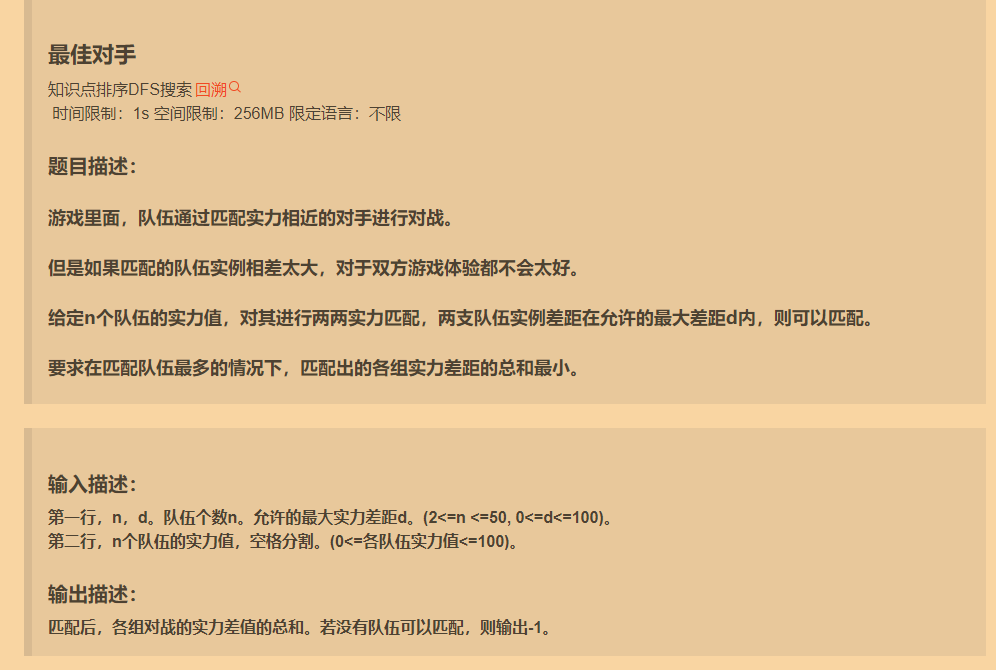 最佳对手
知识点排序DFS搜索 回溯
时间限制：1s 空间限制：256MB 限定语言：不限
题目描述：
游戏里面，队伍通过匹配实力相近的对手进行对战。
但是如果匹配的队伍实例相差太大，对于双方游戏体验都不会太好。
给定n个队伍的实力值，对其进行两两实力匹配，两支队伍实例差距在允许的最大差距d内，则可以匹配。
要求在匹配队伍最多的情况下，匹配出的各组实力差距的总和最小。
输入描述：
第一行，n，d。队伍个数n。允许的最大实力差距d。(2<=n <=50, 0<=d<=100)。
第二行，n个队伍的实力值，空格分割。(0<=各队伍实力值<=100)。
输出描述：
匹配后，各组对战的实力差值的总和。若没有队伍可以匹配，则输出-1。